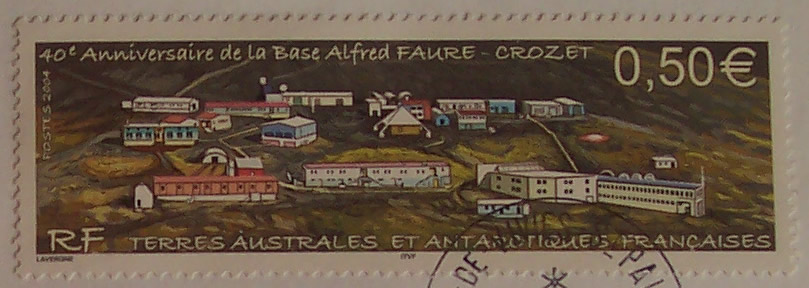 40e Anniversaire de la Base Alfred FAURE - CROZET
0,50€
POSTES 2004
RF TERRES AUSTRALES ET ANTARCTIQUES FRANÇAISES
LAVERGNE